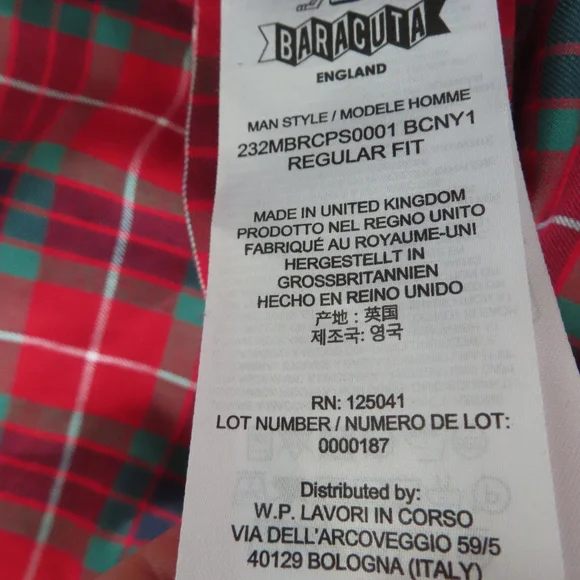 BARACUTA
ENGLAND
MAN STYLE / MODELE HOMME
232MBRCPS0001 BCNY1
REGULAR FIT
MADE IN UNITED KINGDOM
PRODOTTO NEL REGNO UNITO
FABRIQUÉ AU ROYAUME-UNI
HERGESTELLT IN
GROSSBRITANNIEN
HECHO EN REINO UNIDO
产地：英国
제조국: 영국
RN: 125041
LOT NUMBER / NUMERO DE LOT:
0000187
Distributed by:
W.P. LAVORI IN CORSO
VIA DELL'ARCOVEGGIO 59/5
40129 BOLOGNA (ITALY)